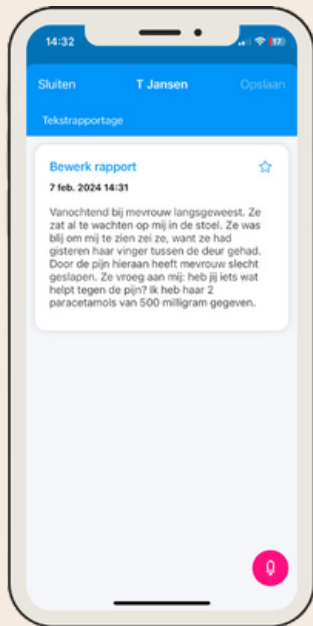 14:32
17
Sluiten T Jansen Opslaan
Tekstrapportage
Bewerk rapport
7 feb. 2024 14:31
Vanochtend bij mevrouw langsgeweest. Ze
zat al te wachten op mij in de stoel. Ze was
blij om mij te zien zei ze, want ze had
gisteren haar vinger tussen de deur gehad.
Door de pijn hieraan heeft mevrouw slecht
geslapen. Ze vroeg aan mij: heb jij iets wat
helpt tegen de pijn? Ik heb haar 2
paracetamols van 500 milligram gegeven.